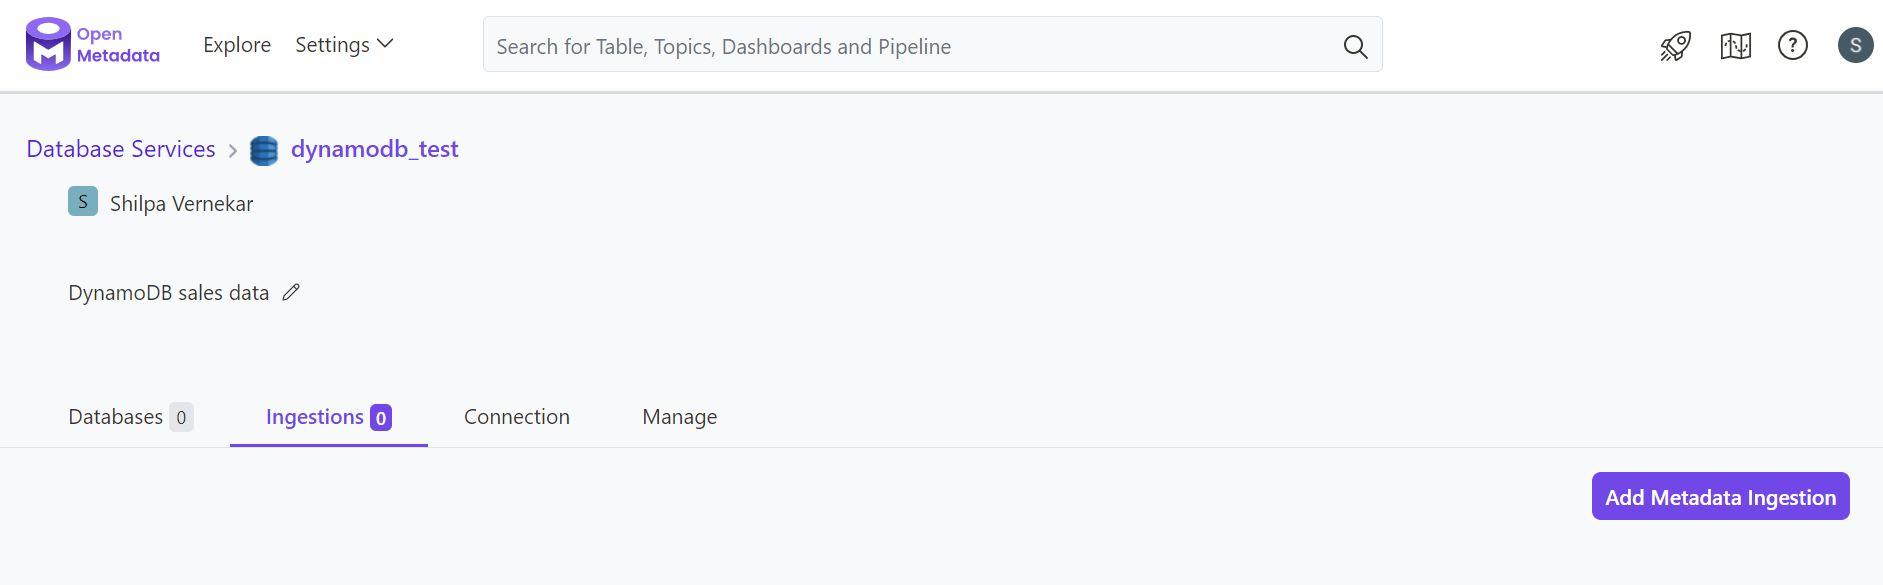 Open
Metadata
Explore
Settings
Search for Table, Topics, Dashboards and Pipeline
?
S
Database Services > dynamodb_test
S Shilpa Vernekar
DynamoDB sales data
Databases 0 Ingestions 0 Connection Manage
Add Metadata Ingestion